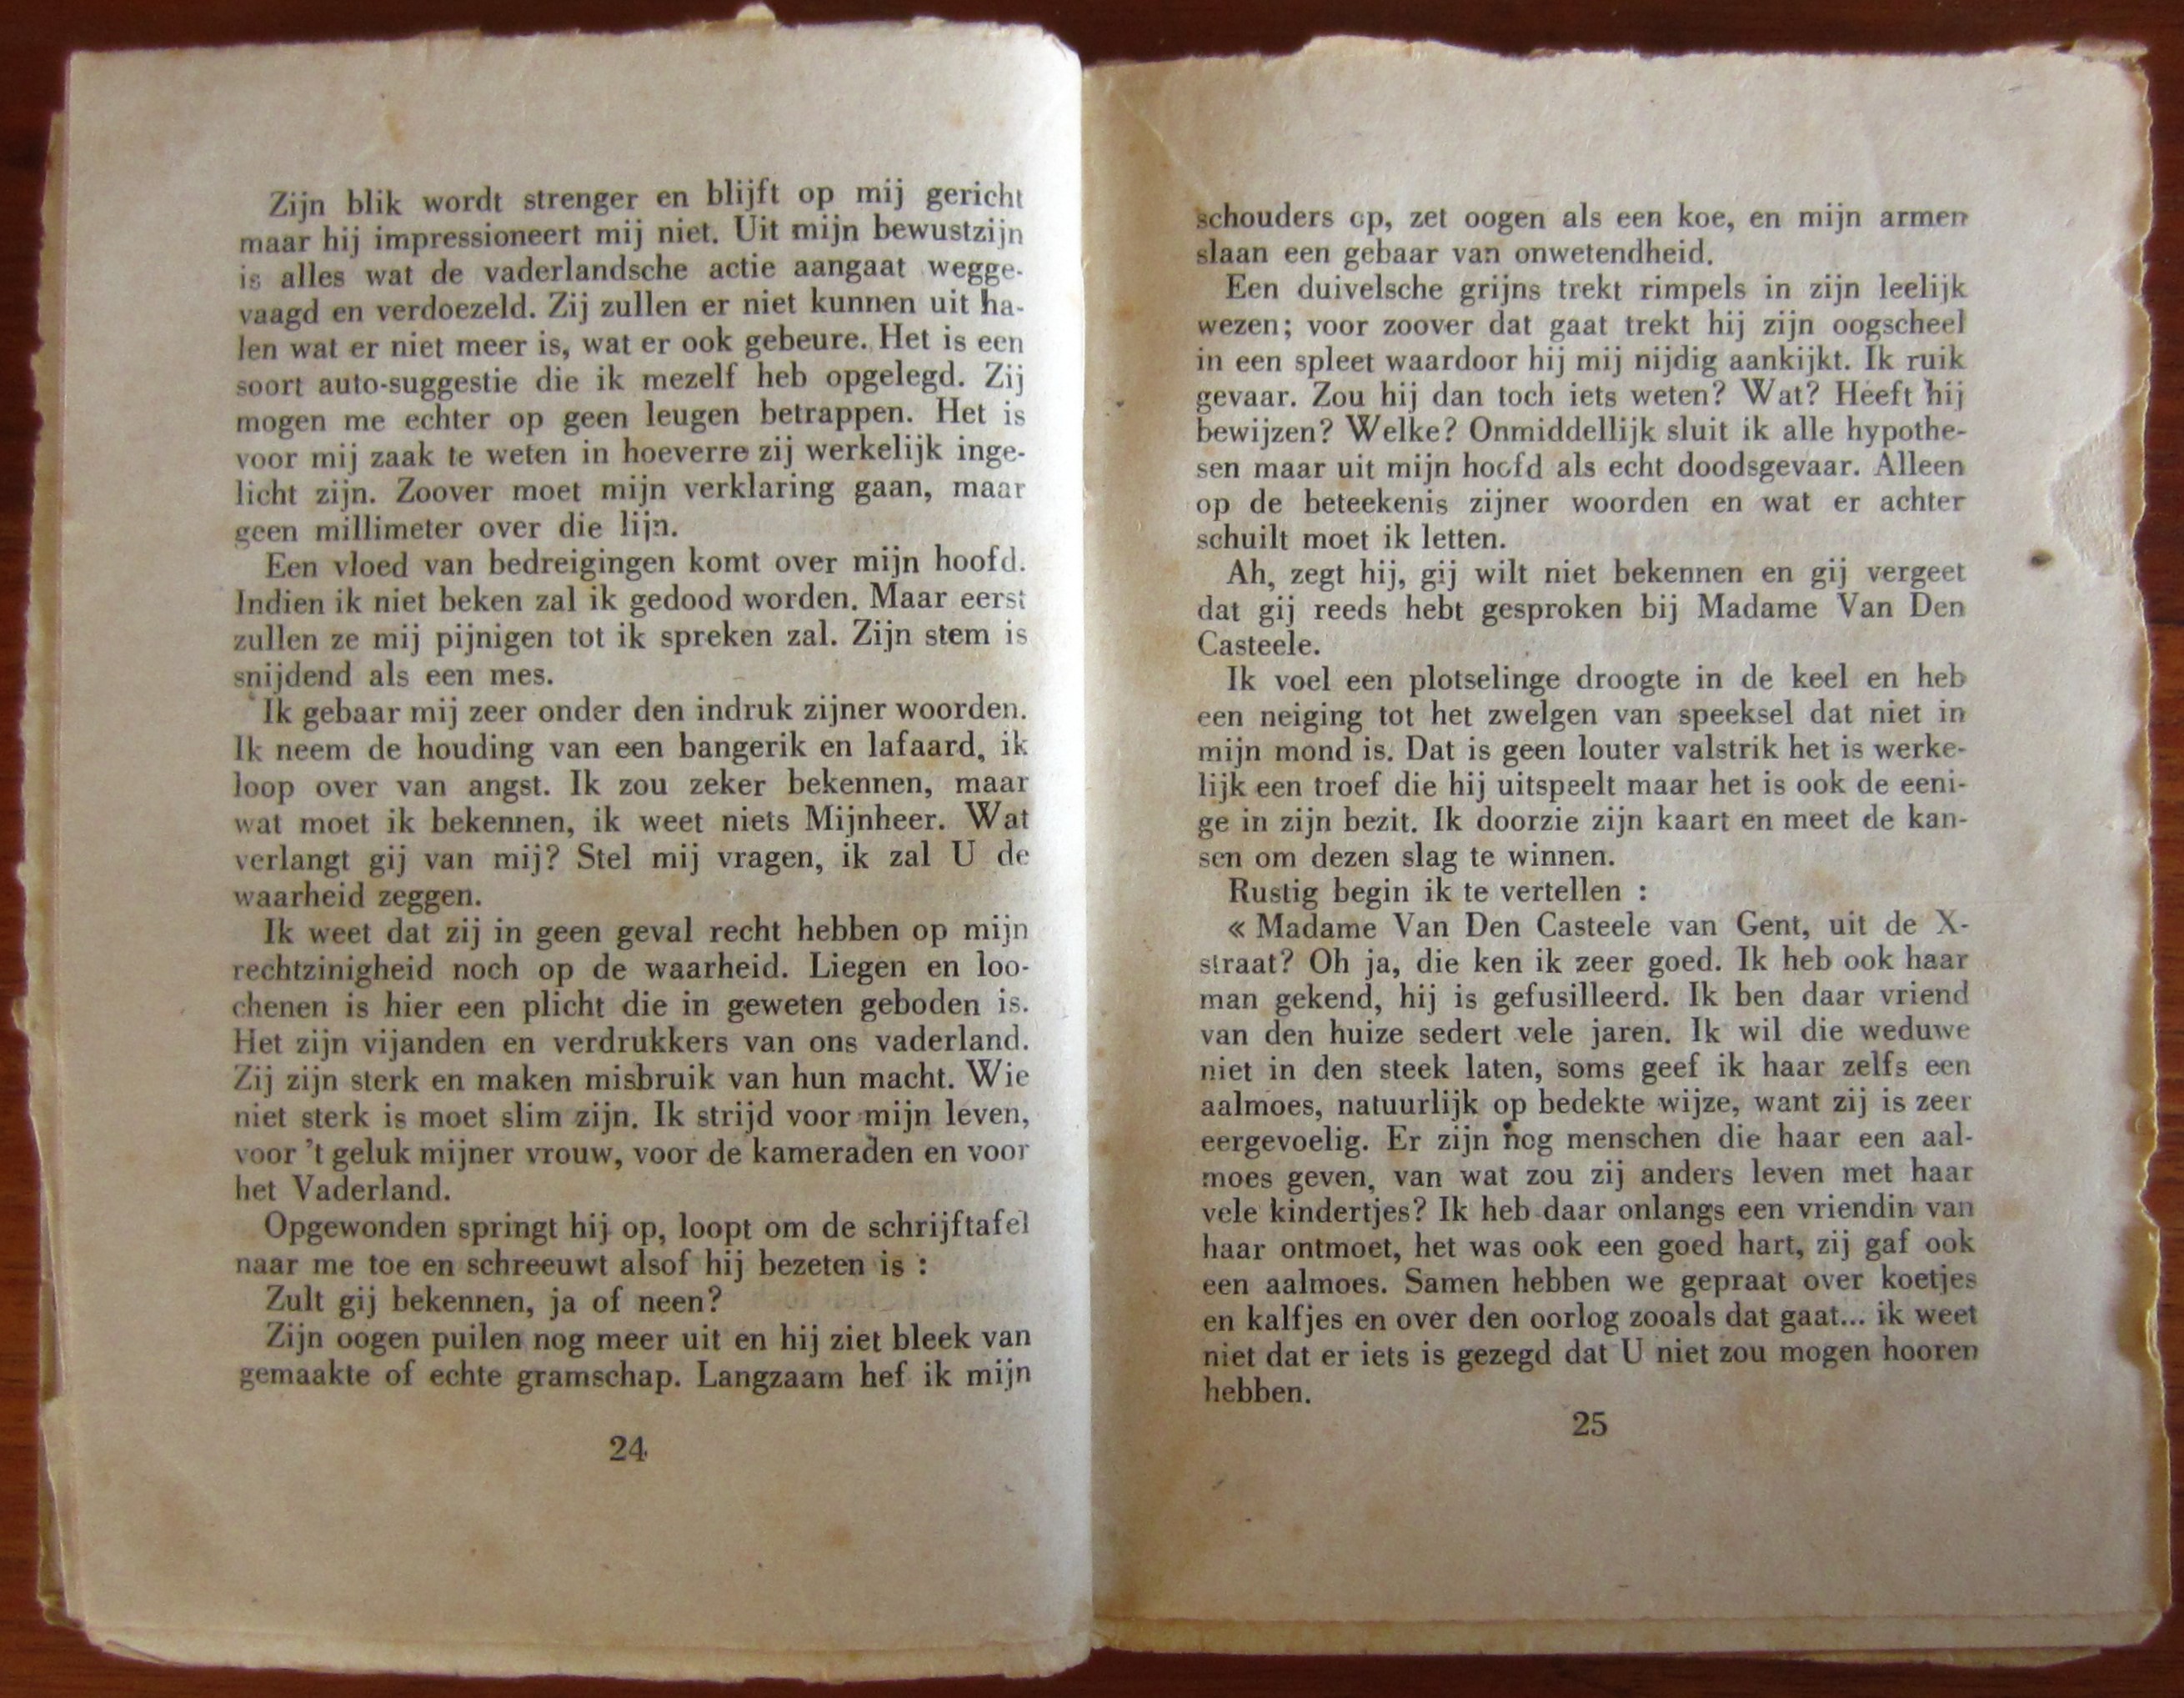 Zijn blik wordt strenger en blijft op mij gericht
maar hij impressioneert mij niet. Uit mijn bewustzijn
is alles wat de vaderlandsche actie aangaat wegge-
vaagd en verdoezeld. Zij zullen er niet kunnen uit ha-
len wat er niet meer is, wat er ook gebeure. Het is een
soort auto-suggestie die ik mezelf heb opgelegd. Zij
mogen me echter op geen leugen betrappen. Het is
voor mij zaak te weten in hoeverre zij werkelijk inge-
licht zijn. Zoover moet mijn verklaring gaan, maar
geen millimeter over die lijn.
Een vloed van bedreigingen komt over mijn hoofd.
Indien ik niet beken zal ik gedood worden. Maar eerst
zullen ze mij pijnigen tot ik spreken zal. Zijn stem is
snijdend als een mes.
Ik gebaar mij zeer onder den indruk zijner woorden.
Ik neem de houding van een bangerik en lafaard, ik
loop over van angst. Ik zou zeker bekennen, maar
wat moet ik bekennen, ik weet niets Mijnheer. Wat
verlangt gij van mij? Stel mij vragen, ik zal U de
waarheid zeggen.
Ik weet dat zij in geen geval recht hebben op mijn
rechtzinigheid noch op de waarheid. Liegen en loo-
chenen is hier een plicht die in geweten geboden is.
Het zijn vijanden en verdrukkers van ons vaderland.
Zij zijn sterk en maken misbruik van hun macht. Wie
niet sterk is moet slim zijn. Ik strijd voor mijn leven,
voor 't geluk mijner vrouw, voor de kameraden en voor
het Vaderland.
Opgewonden springt hij op, loopt om de schrijftafel
naar me toe en schreeuwt alsof hij bezeten is :
Zult gij bekennen, ja of neen?
Zijn oogen puilen nog meer uit en hij ziet bleek van
gemaakte of echte gramschap. Langzaam hef ik mijn
24
schouders op, zet oogen als een koe, en mijn armen
slaan een gebaar van onwetendheid.
Een duivelsche grijns trekt rimpels in zijn leelijk
wezen; voor zoover dat gaat trekt hij zijn oogscheel
in een spleet waardoor hij mij nijdig aankijkt. Ik ruik
gevaar. Zou hij dan toch iets weten? Wat? Heeft hij
bewijzen? Welke? Onmiddellijk sluit ik alle hypothe-
sen maar uit mijn hoofd als echt doodsgevaar. Alleen
op de beteekenis zijner woorden en wat er achter
schuilt moet ik letten.
Ah, zegt hij, gij wilt niet bekennen en gij vergeet
dat gij reeds hebt gesproken bij Madame Van Den
Casteele.
Ik voel een plotselinge droogte in de keel en heb
een neiging tot het zwelgen van speeksel dat niet in
mijn mond is. Dat is geen louter valstrik het is werke-
lijk een troef die hij uitspeelt maar het is ook de eeni-
ge in zijn bezit. Ik doorzie zijn kaart en meet de kan-
sen om dezen slag te winnen.
Rustig begin ik te vertellen :
« Madame Van Den Casteele van Gent, uit de X-
straat? Oh ja, die ken ik zeer goed. Ik heb ook haar
man gekend, hij is gefusilleerd. Ik ben daar vriend
van den huize sedert vele jaren. Ik wil die weduwe
niet in den steek laten, soms geef ik haar zelfs een
aalmoes, natuurlijk op bedekte wijze, want zij is zeer
eergevoelig. Er zijn nog menschen die haar een aal-
moes geven, van wat zou zij anders leven met haar
vele kindertjes? Ik heb daar onlangs een vriendin van
haar ontmoet, het was ook een goed hart, zij gaf ook
een aalmoes. Samen hebben we gepraat over koetjes
en kalfjes en over den oorlog zooals dat gaat... ik weet
niet dat er iets is gezegd dat U niet zou mogen hooren
hebben.
25